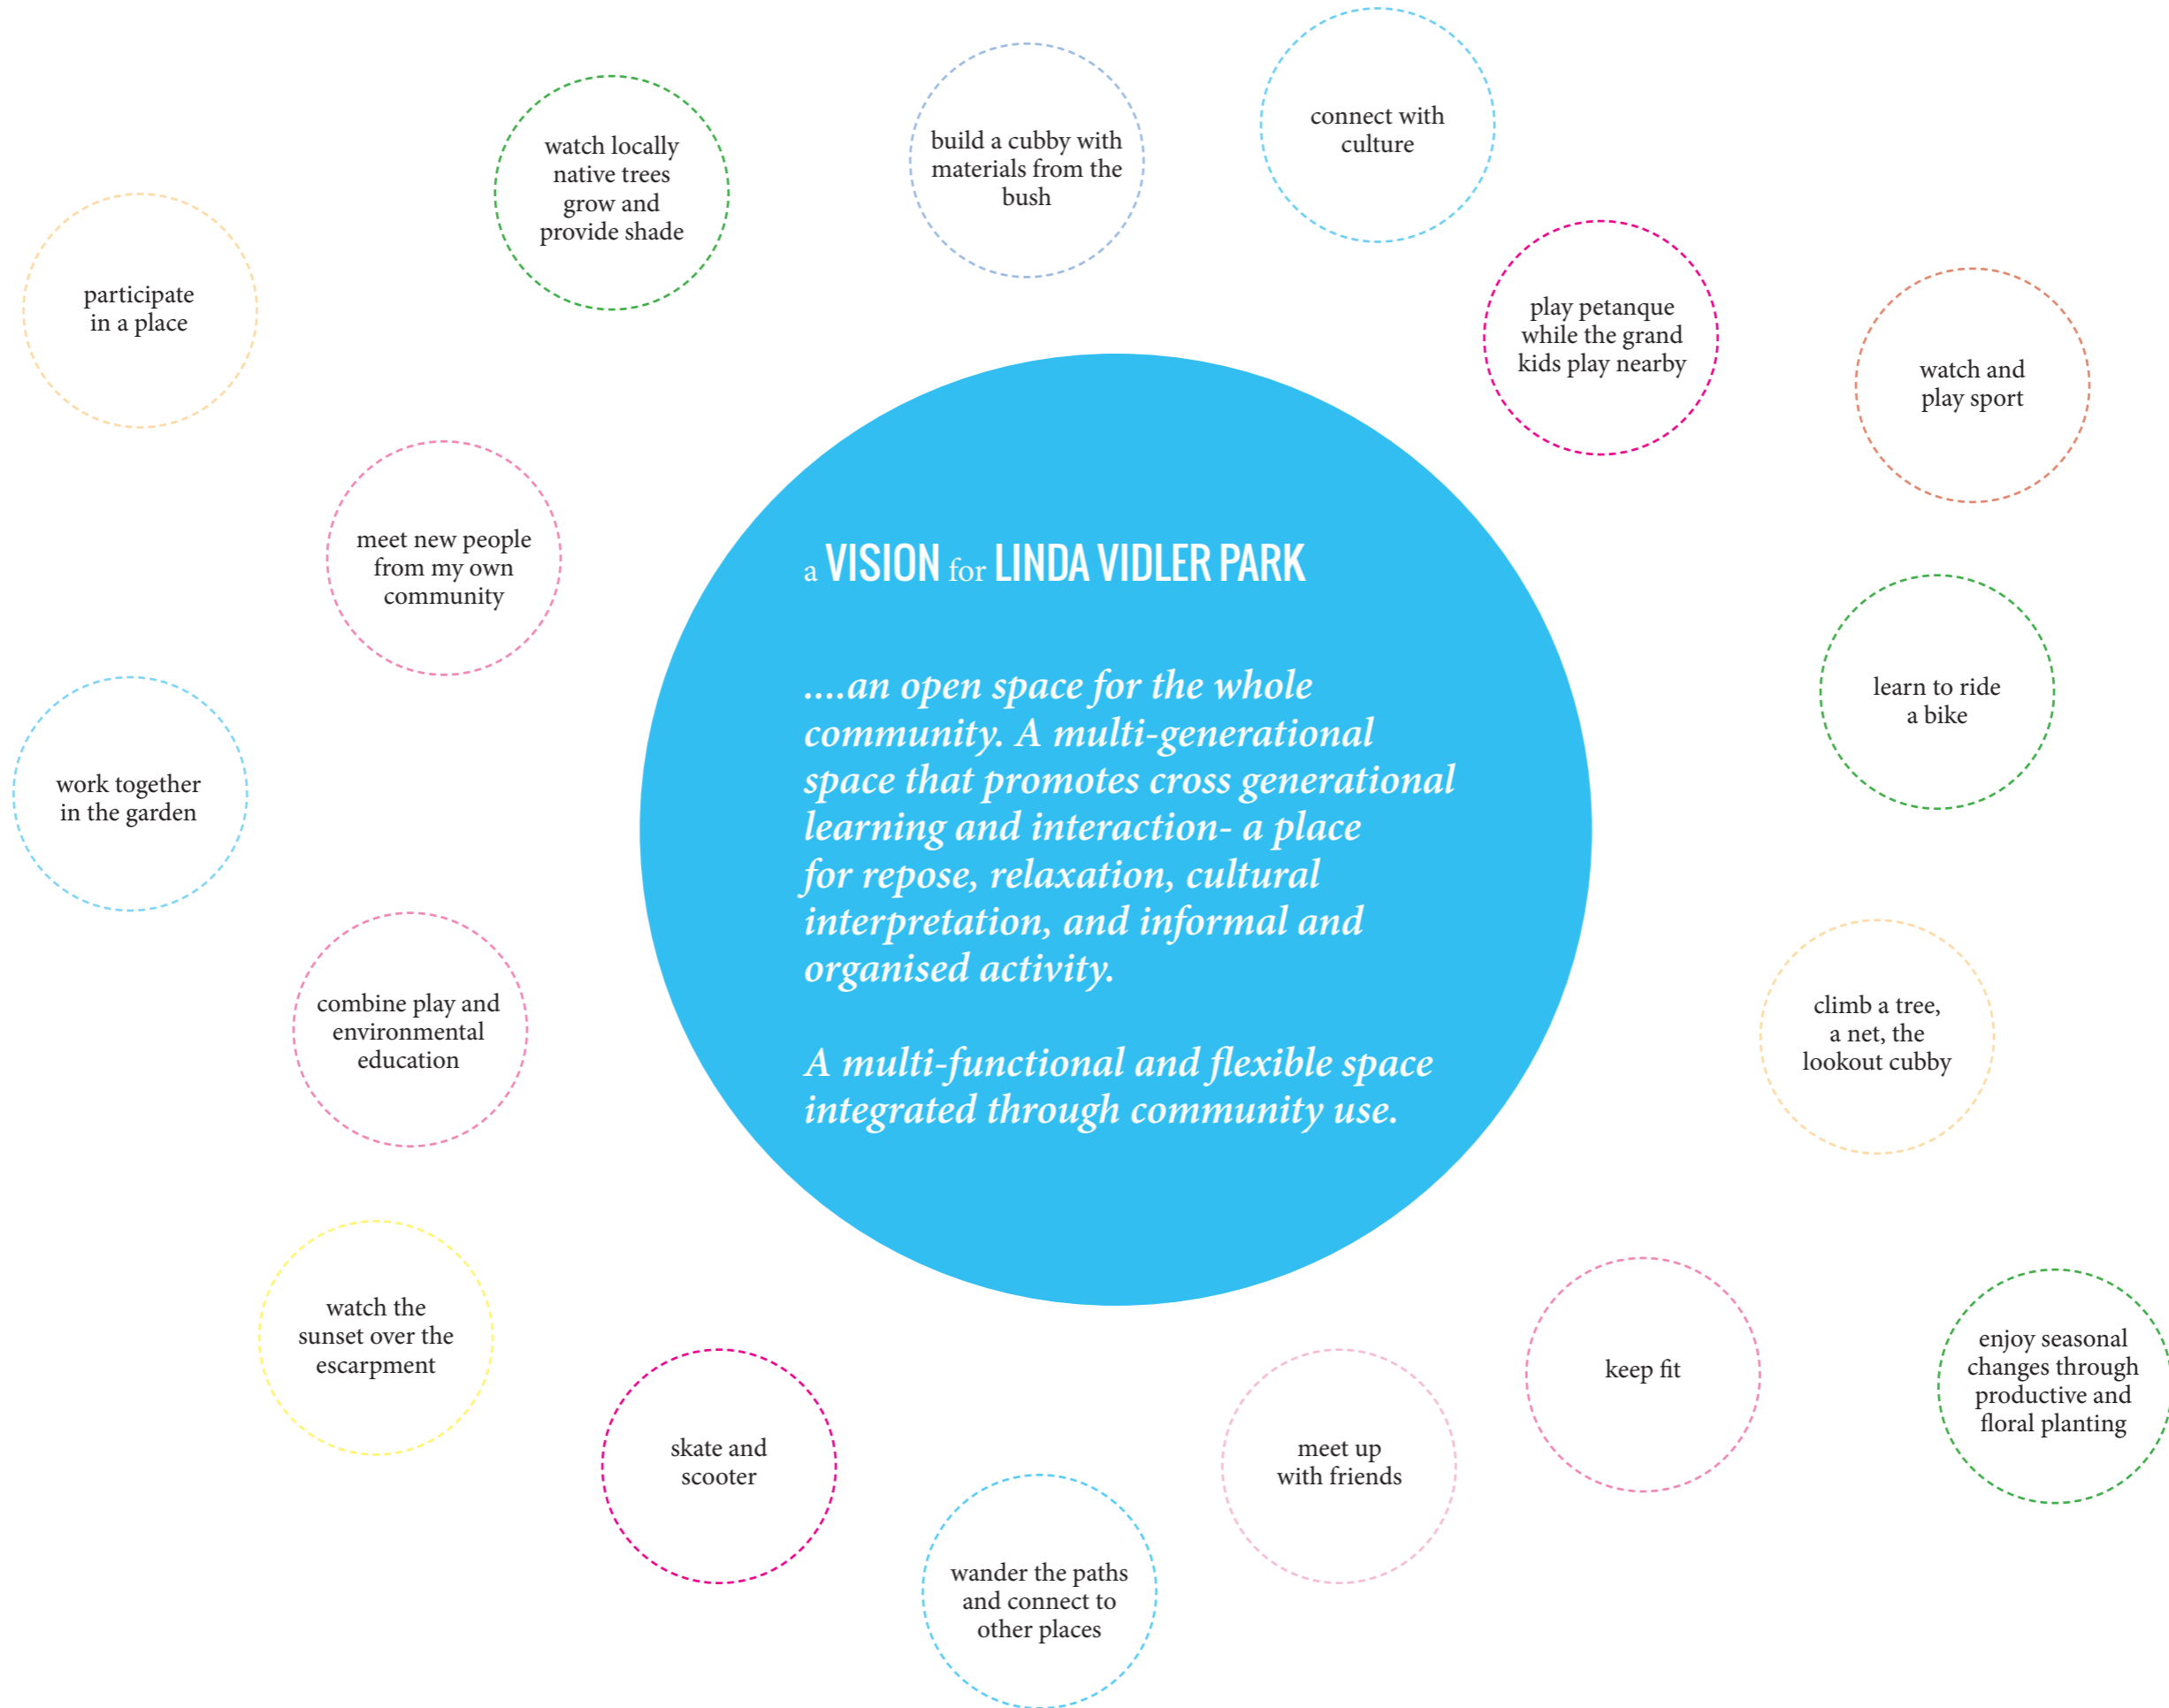 connect with
culture
build a cubby with
materials from the
bush
watch locally
native trees
grow and
provide shade
participate
in a place
play petanque
while the grand
kids play nearby
watch and
play sport
meet new people
from my own
community
a VISION for LINDA VIDLER PARK
....an open space for the whole
community. A multi-generational
space that promotes cross generational
learning and interaction- a place
for repose, relaxation, cultural
interpretation, and informal and
organised activity.
A multi-functional and flexible space
integrated through community use.
learn to ride
a bike
work together
in the garden
combine play and
environmental
education
climb a tree,
a net, the
lookout cubby
watch the
sunset over the
escarpment
keep fit
enjoy seasonal
changes through
productive and
floral planting
skate and
scooter
meet up
with friends
wander the paths
and connect to
other places